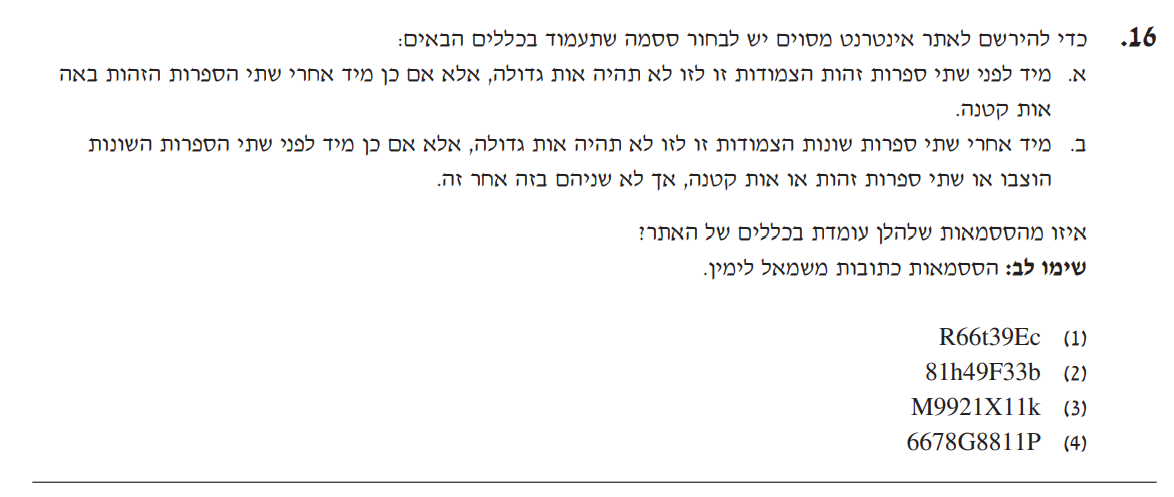 16. כדי להירשם לאתר אינטרנט מסוים יש לבחור ססמה שתעמוד בכללים הבאים:
א. מיד לפני שתי ספרות זהות הצמודות זו לזו לא תהיה אות גדולה, אלא אם כן מיד אחרי שתי הספרות הזהות באה
אות קטנה.
ב. מיד אחרי שתי ספרות שונות הצמודות זו לזו לא תהיה אות גדולה, אלא אם כן מיד לפני שתי הספרות השונות
הוצבו או שתי ספרות זהות או אות קטנה, אך לא שניהם בזה אחר זה.
איזו מהססמאות שלהלן עומדת בכללים של האתר?
שימו לב: הססמאות כתובות משמאל לימין.
(1) R66t39Ec
(2) 81h49F33b
(3) M9921X11k
(4) 6678G8811P